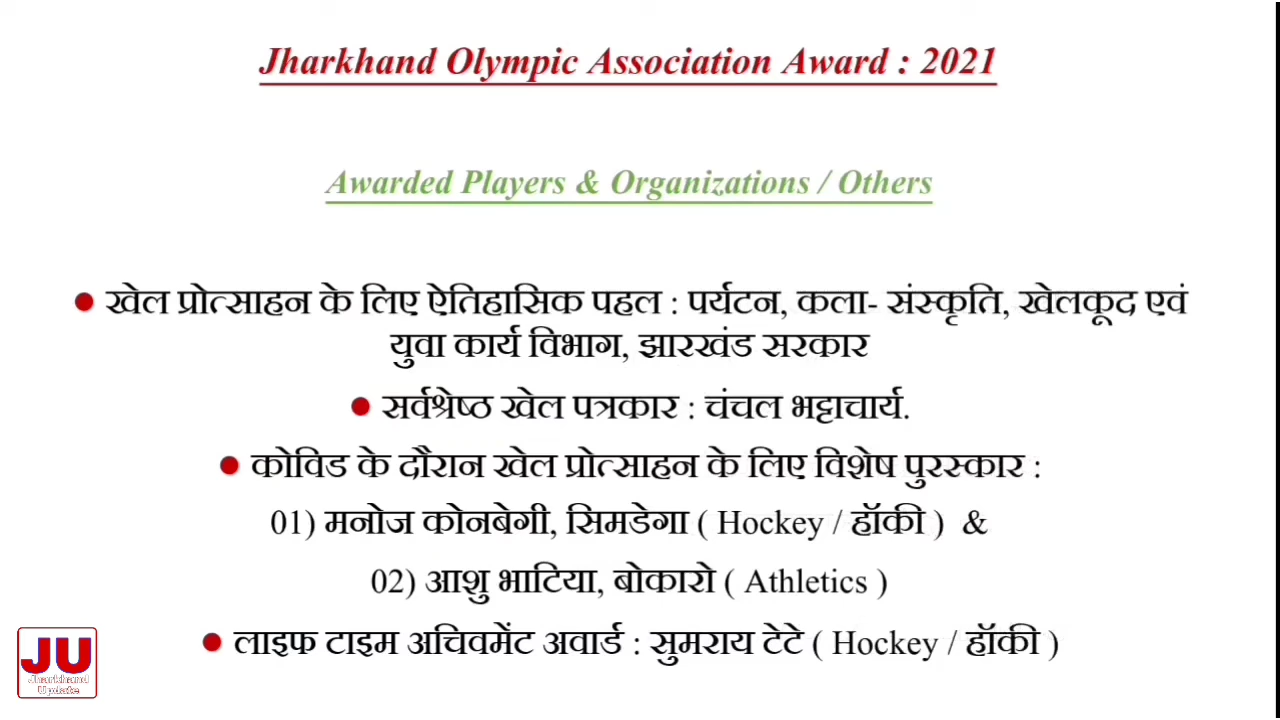 Jharkhand Olympic Association Award : 2021
Awarded Players & Organizations / Others
● खेल प्रोत्साहन के लिए ऐतिहासिक पहल : पर्यटन, कला- संस्कृति, खेलकूद एवं
युवा कार्य विभाग, झारखंड सरकार
● सर्वश्रेष्ठ खेल पत्रकार : चंचल भट्टाचार्य.
● कोविड के दौरान खेल प्रोत्साहन के लिए विशेष पुरस्कार :
01) मनोज कोनबेगी, सिमडेगा ( Hockey / हॉकी ) &
02) आशु भाटिया, बोकारो ( Athletics )
● लाइफ टाइम अचिवमेंट अवार्ड : सुमराय टेटे ( Hockey / हॉकी )
JU
Jharkhand
Update